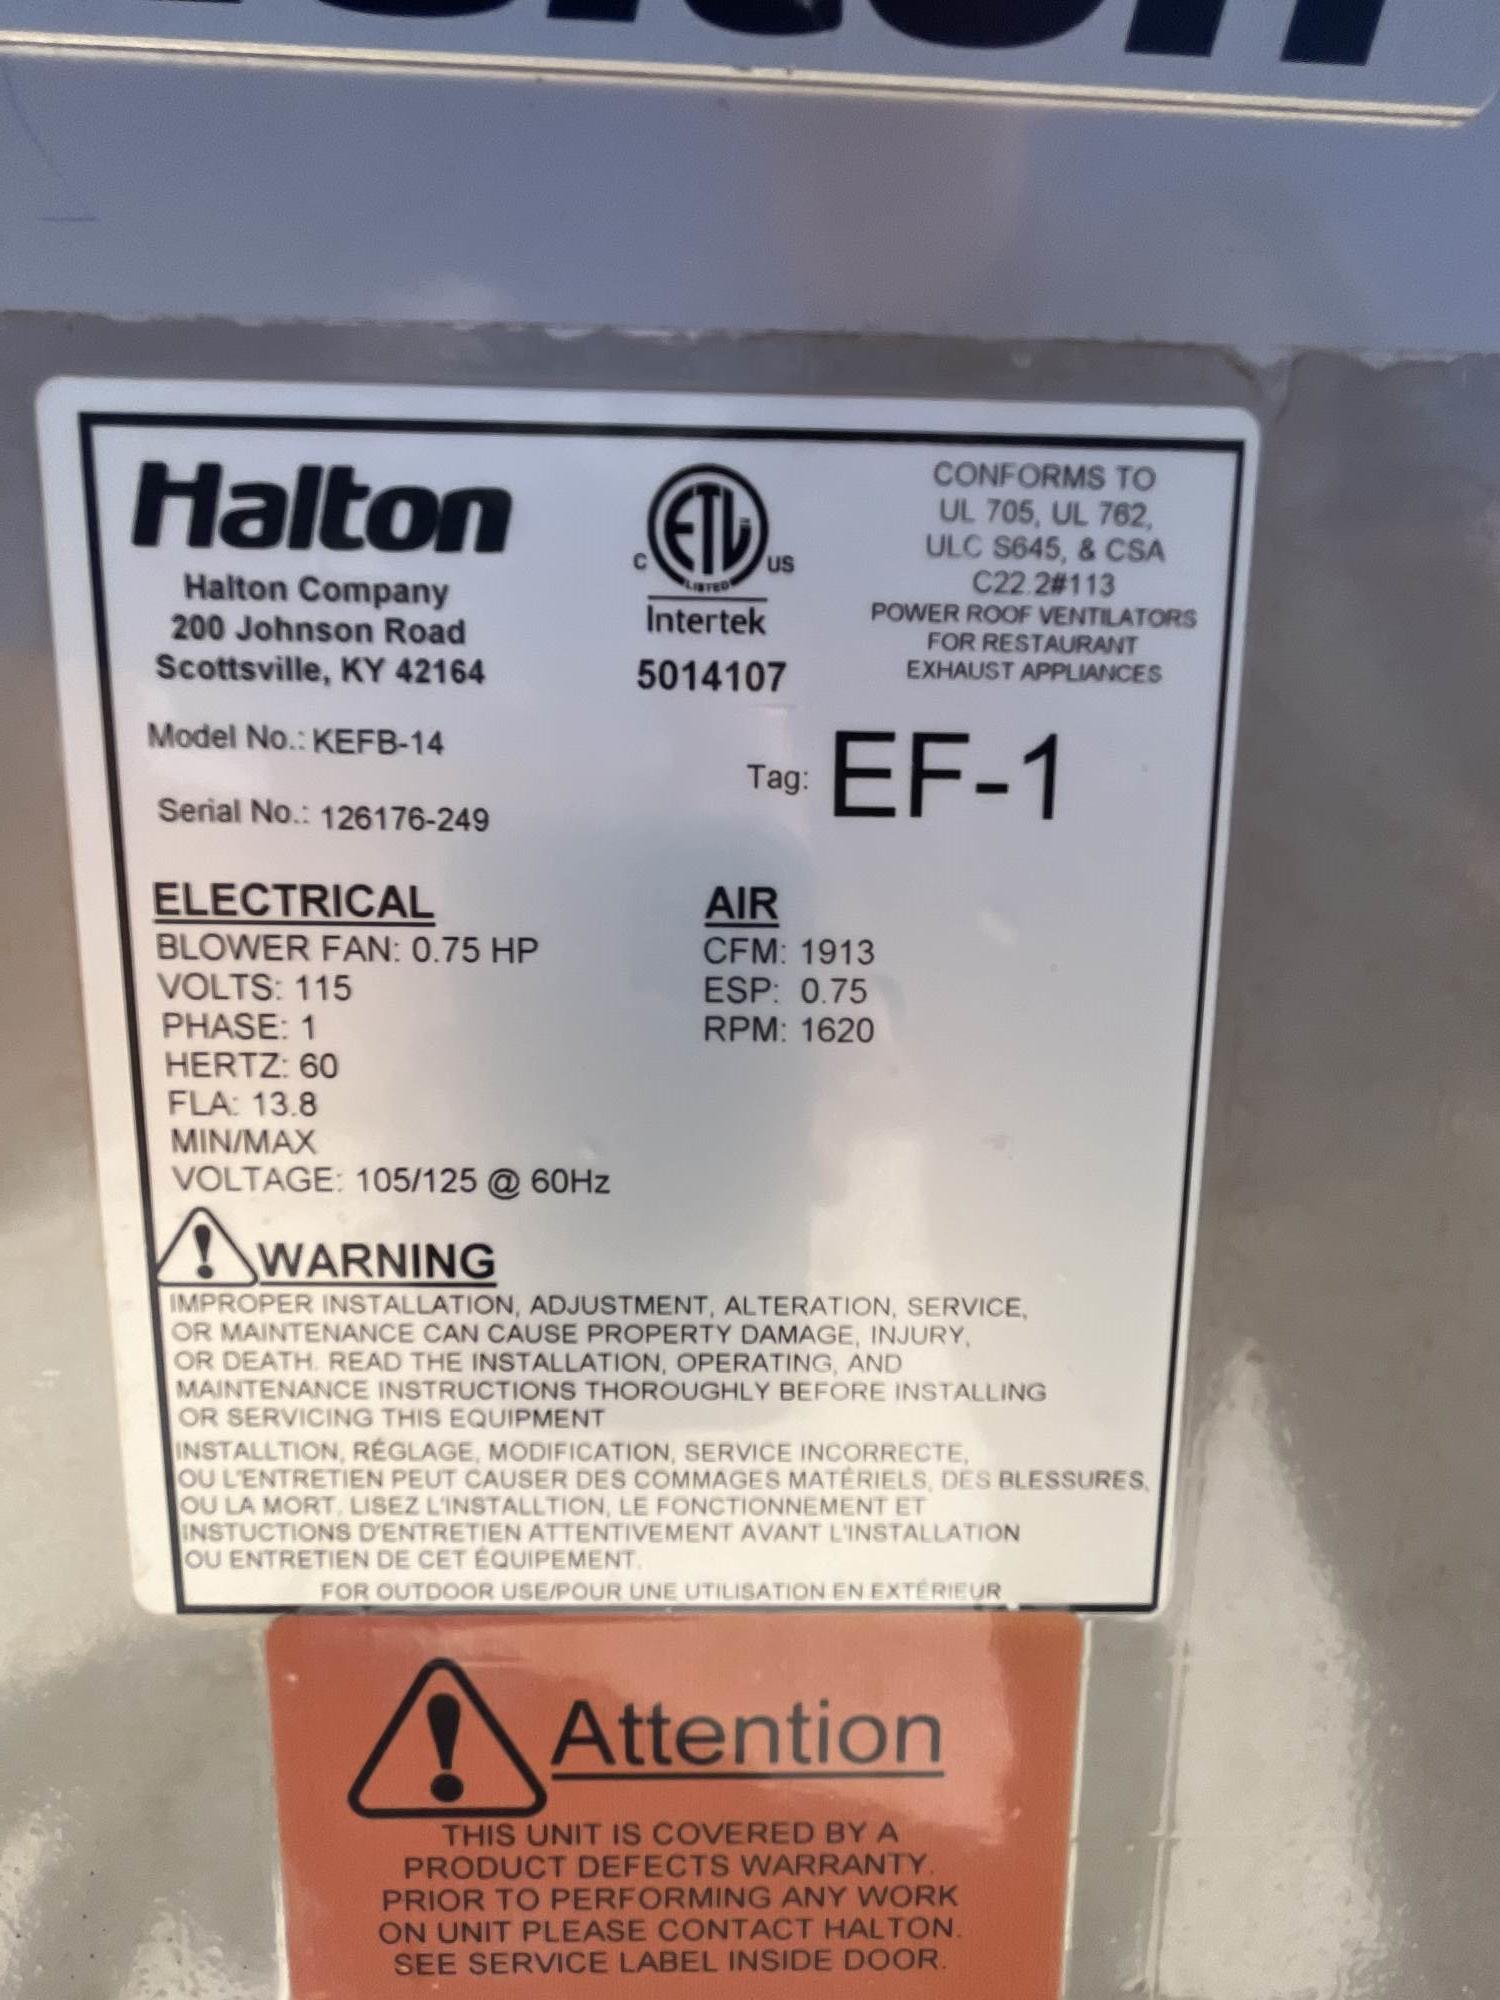 Halton
Halton Company
200 Johnson Road
Scottsville, KY 42164
C ETL US
LISTED
Intertek
5014107
CONFORMS TO
UL 705, UL 762,
ULC S645, & CSA
C22.2#113
POWER ROOF VENTILATORS
FOR RESTAURANT
EXHAUST APPLIANCES
Model No.: KEFB-14
Tag: EF-1
Serial No.: 126176-249
ELECTRICAL
BLOWER FAN: 0.75 HP
VOLTS: 115
PHASE: 1
HERTZ: 60
FLA: 13.8
MIN/MAX
VOLTAGE: 105/125 @ 60Hz
AIR
CFM: 1913
ESP: 0.75
RPM: 1620
WARNING
IMPROPER INSTALLATION, ADJUSTMENT, ALTERATION, SERVICE,
OR MAINTENANCE CAN CAUSE PROPERTY DAMAGE, INJURY,
OR DEATH. READ THE INSTALLATION, OPERATING, AND
MAINTENANCE INSTRUCTIONS THOROUGHLY BEFORE INSTALLING
OR SERVICING THIS EQUIPMENT
INSTALLTION, RÉGLAGE, MODIFICATION, SERVICE INCORRECTE,
OU L'ENTRETIEN PEUT CAUSER DES COMMAGES MATÉRIELS, DES BLESSURES,
OU LA MORT. LISEZ L'INSTALLTION, LE FONCTIONNEMENT ET
INSTUCTIONS D'ENTRETIEN ATTENTIVEMENT AVANT L'INSTALLATION
OU ENTRETIEN DE CET ÉQUIPEMENT.
FOR OUTDOOR USE/POUR UNE UTILISATION EN EXTÉRIEUR
Attention
THIS UNIT IS COVERED BY A
PRODUCT DEFECTS WARRANTY.
PRIOR TO PERFORMING ANY WORK
ON UNIT PLEASE CONTACT HALTON.
SEE SERVICE LABEL INSIDE DOOR.